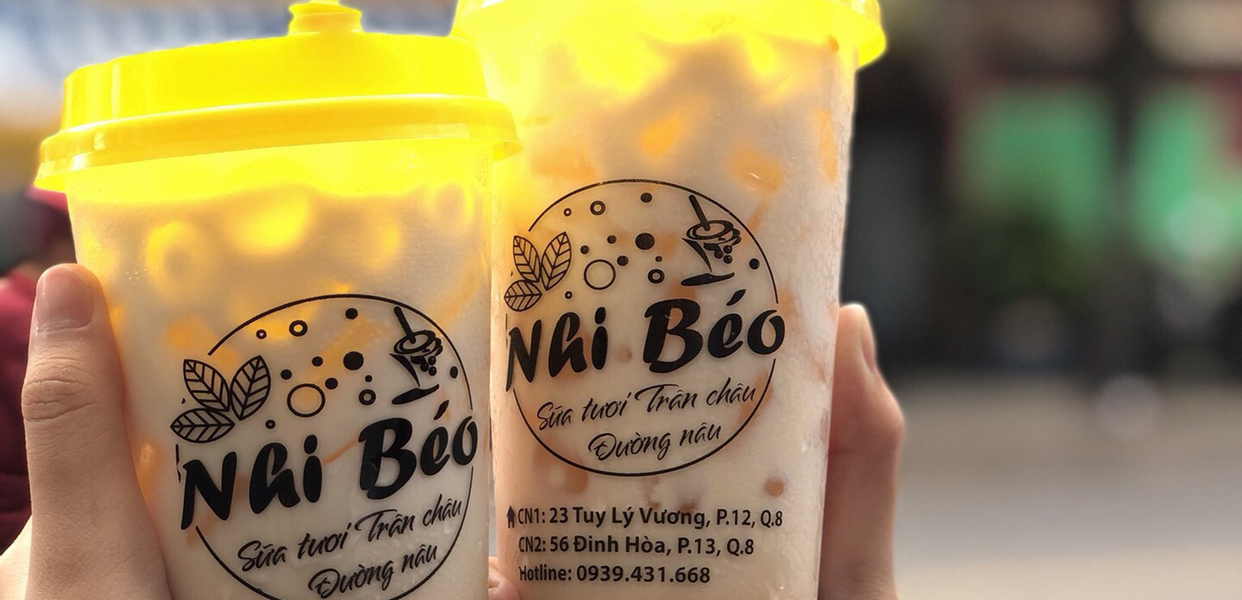 Nhi Béo
Sữa tươi Trân châu
Đường nâu
Nhi Béo
Sữa tươi Trân châu
Đường nâu
CN1: 23 Tuy Lý Vương, P.12, Q.8
CN2: 56 Đinh Hòa, P.13, Q.8
Hotline: 0939.431.668